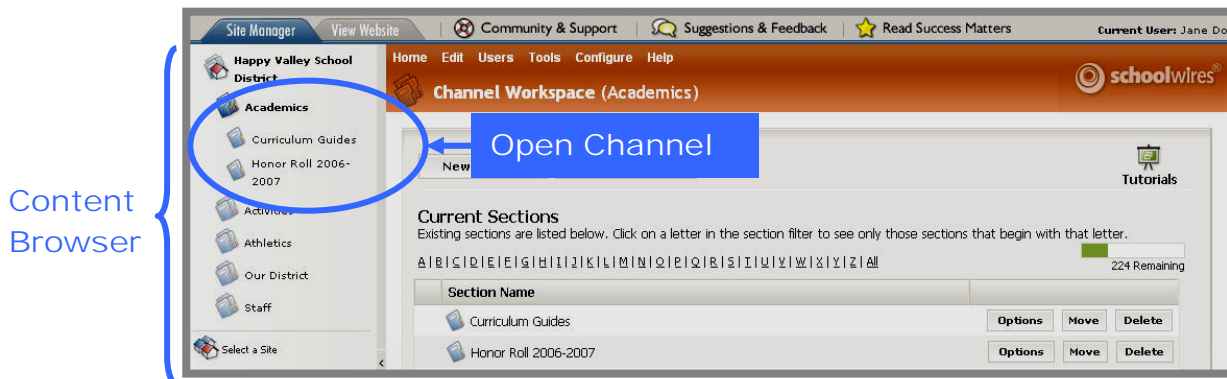 Site Manager View Website Community & Support Suggestions & Feedback Read Success Matters Current User: Jane Do
Happy Valley School
District
Home Edit Users Tools Configure Help
schoolwires®
Channel Workspace (Academics)
Academics
Curriculum Guides
Honor Roll 2006-
2007
Open Channel
New
Tutorials
Content
Browser
Activities
Athletics
Our District
Staff
Select a Site
Current Sections
Existing sections are listed below. Click on a letter in the section filter to see only those sections that begin with that letter.
A | B | C | D | E | F | G | H | I | J | K | L | M | N | O | P | Q | R | S | T | U | V | W | X | Y | Z | All
224 Remaining
Section Name
Curriculum Guides Options Move Delete
Honor Roll 2006-2007 Options Move Delete